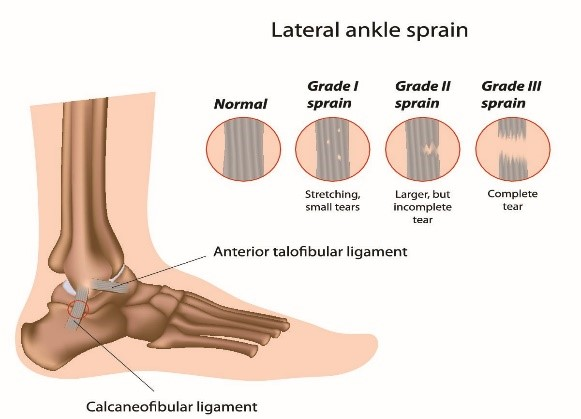 Lateral ankle sprain
Normal
Grade I
sprain
Grade II
sprain
Grade III
sprain
Stretching,
small tears
Larger, but
incomplete
tear
Complete
tear
Anterior talofibular ligament
Calcaneofibular ligament